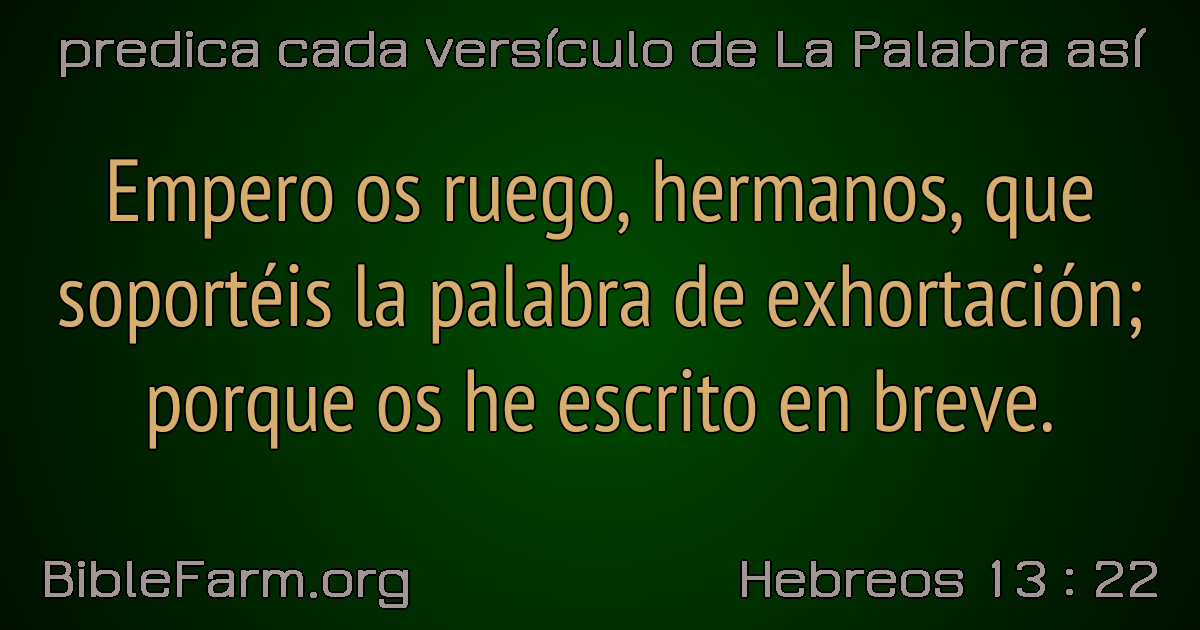 predica cada versículo de La Palabra así
Empero os ruego, hermanos, que
soportéis la palabra de exhortación;
porque os he escrito en breve.
BibleFarm.org
Hebreos 13 : 22